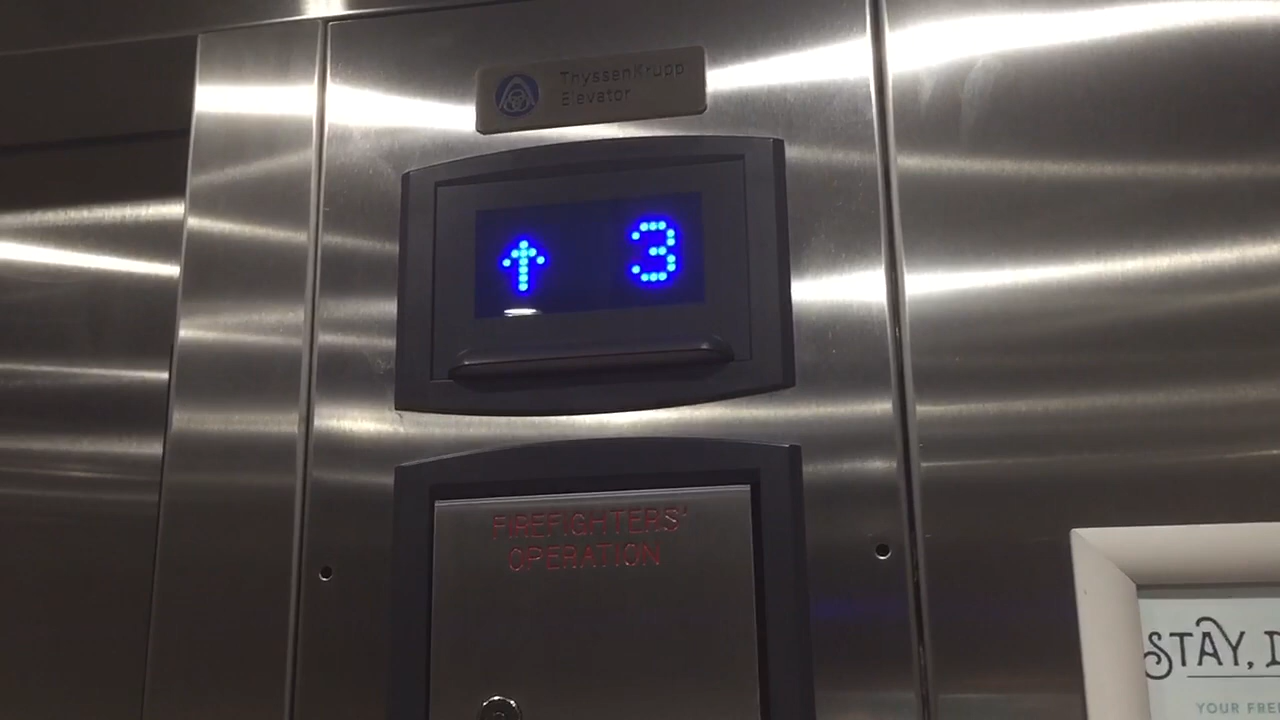 ThyssenKrupp
Elevator
↑ 3
FIREFIGHTERS'
OPERATION
STAY,
YOUR